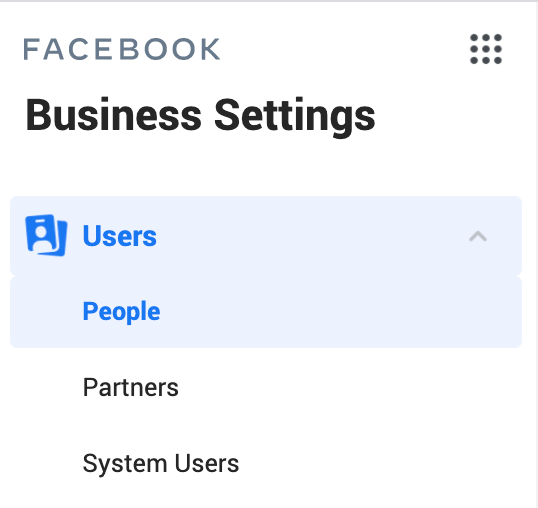 FACEBOOK
Business Settings
Users
People
Partners
System Users